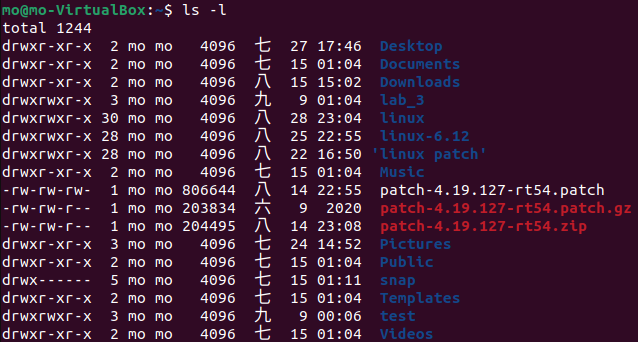 mo@mo-VirtualBox:~$ ls -l
total 1244
drwxr-xr-x  2 mo mo   4096  七  27 17:46  Desktop
drwxr-xr-x  2 mo mo   4096  七  15 01:04  Documents
drwxr-xr-x  2 mo mo   4096  八  15 15:02  Downloads
drwxrwxr-x  3 mo mo   4096  九   9 01:04  lab_3
drwxrwxr-x 30 mo mo   4096  八  28 23:04  linux
drwxrwxr-x 28 mo mo   4096  八  25 22:55  linux-6.12
drwxrwxr-x 28 mo mo   4096  八  22 16:50 'linux patch'
drwxr-xr-x  2 mo mo   4096  七  15 01:04  Music
-rw-rw-rw-  1 mo mo 806644  八  14 22:55  patch-4.19.127-rt54.patch
-rw-rw-r--  1 mo mo 203834  六   9  2020  patch-4.19.127-rt54.patch.gz
-rw-rw-r--  1 mo mo 204495  八  14 23:08  patch-4.19.127-rt54.zip
drwxr-xr-x  3 mo mo   4096  七  24 14:52  Pictures
drwxr-xr-x  2 mo mo   4096  七  15 01:04  Public
drwx------  5 mo mo   4096  七  15 01:11  snap
drwxr-xr-x  2 mo mo   4096  七  15 01:04  Templates
drwxrwxr-x  3 mo mo   4096  九   9 00:06  test
drwxr-xr-x  2 mo mo   4096  七  15 01:04  Videos